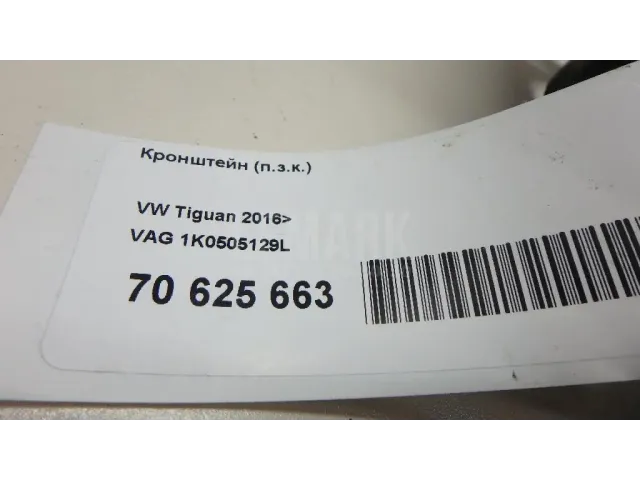 Кронштейн (п.з.к.)
VW Tiguan 2016>
VAG 1K0505129L
70 625 663